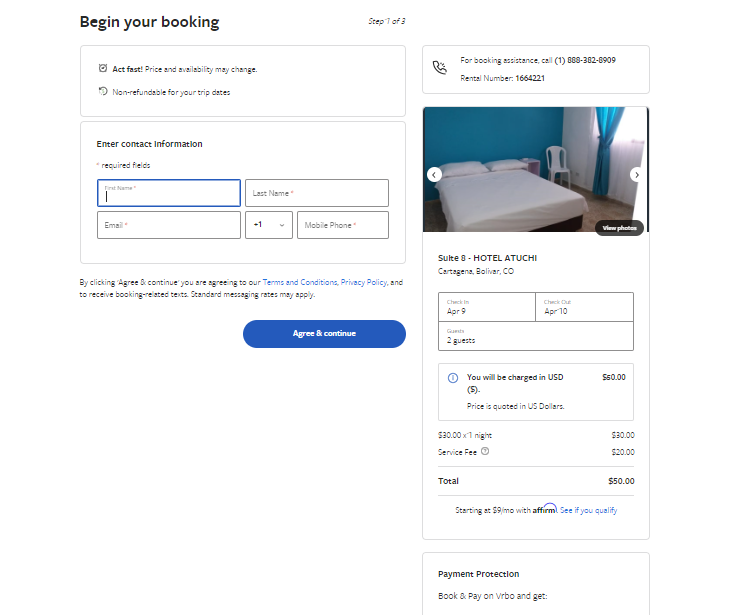 Begin your booking
Step 1 of 3
Act fast! Price and availability may change.
Non-refundable for your trip dates
Enter contact information
* required fields
First Name *
Last Name *
Email *
+1
Mobile Phone *
By clicking 'Agree & continue' you are agreeing to our Terms and Conditions, Privacy Policy, and
to receive booking-related texts. Standard messaging rates may apply.
Agree & continue
For booking assistance, call (1) 888-382-8909
Rental Number: 1664221
View photos
Suite 8 - HOTEL ATUCHI
Cartagena, Bolivar, CO
Check In
Apr 9
Check Out
Apr 10
Guests
2 guests
You will be charged in USD
($).
$50.00
Price is quoted in US Dollars.
$30.00 x 1 night
$30.00
Service Fee
$20.00
Total
$50.00
Starting at $9/mo with affirm. See if you qualify
Payment Protection
Book & Pay on Vrbo and get: